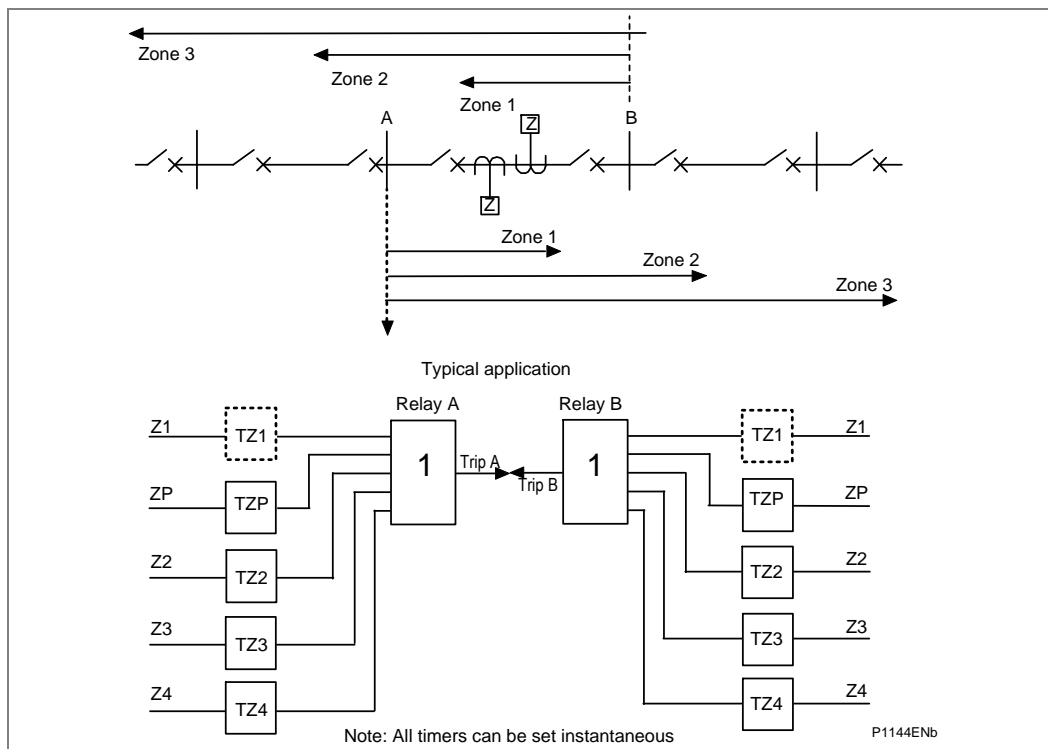 Zone 3
Zone 2
Zone 1
A
Z
B
Z
Zone 1
Zone 2
Zone 3
Typical application
Relay A
Relay B
Z1
TZ1
TZ1
Z1
1
Trip A
Trip B
1
ZP
TZP
TZP
ZP
Z2
TZ2
TZ2
Z2
Z3
TZ3
TZ3
Z3
Z4
TZ4
TZ4
Z4
Note: All timers can be set instantaneous
P1144ENb